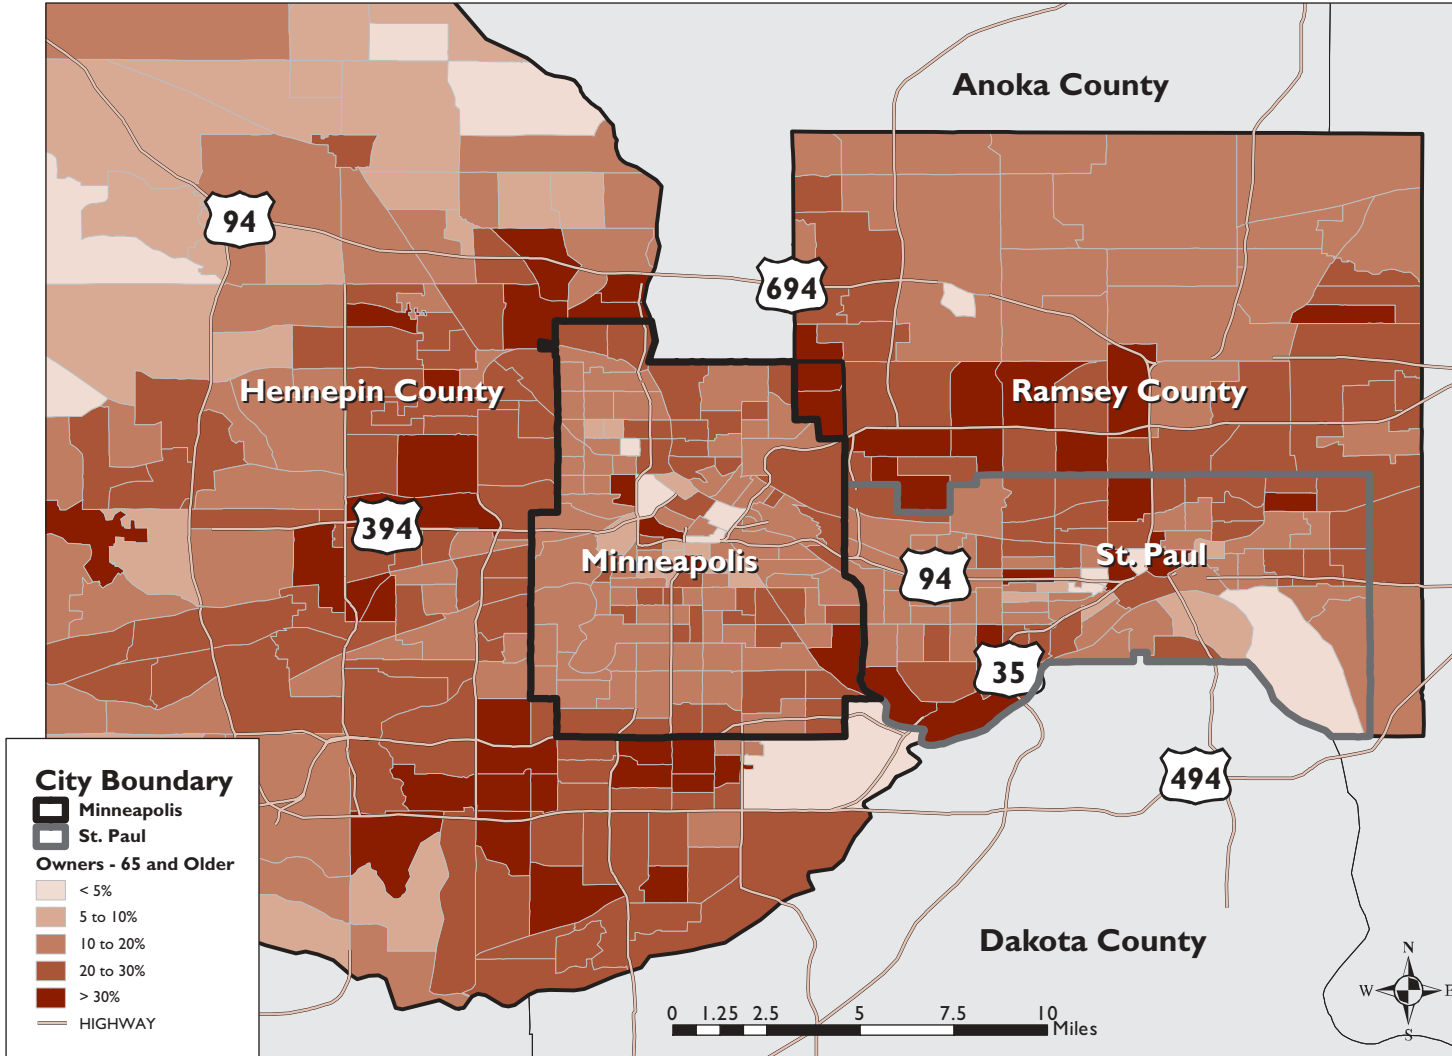 Anoka County
94
694
Hennepin County
Ramsey County
394
Minneapolis
St. Paul
94
35
494
City Boundary
Minneapolis
St. Paul
Owners - 65 and Older
< 5%
5 to 10%
10 to 20%
20 to 30%
> 30%
HIGHWAY
Dakota County
0 1.25 2.5 5 7.5 10
Miles
N
W E
S